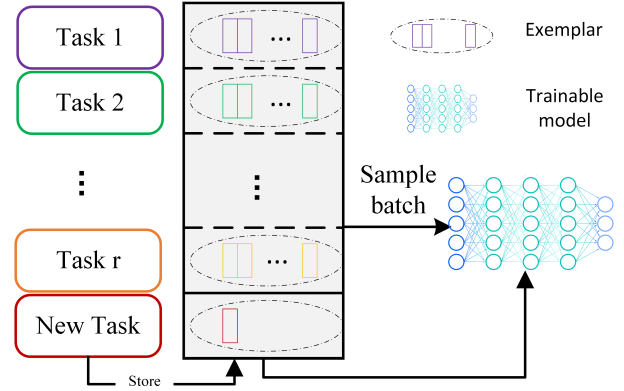 Task 1
Exemplar
Task 2
Trainable
model
Sample
batch
Task r
New Task
Store